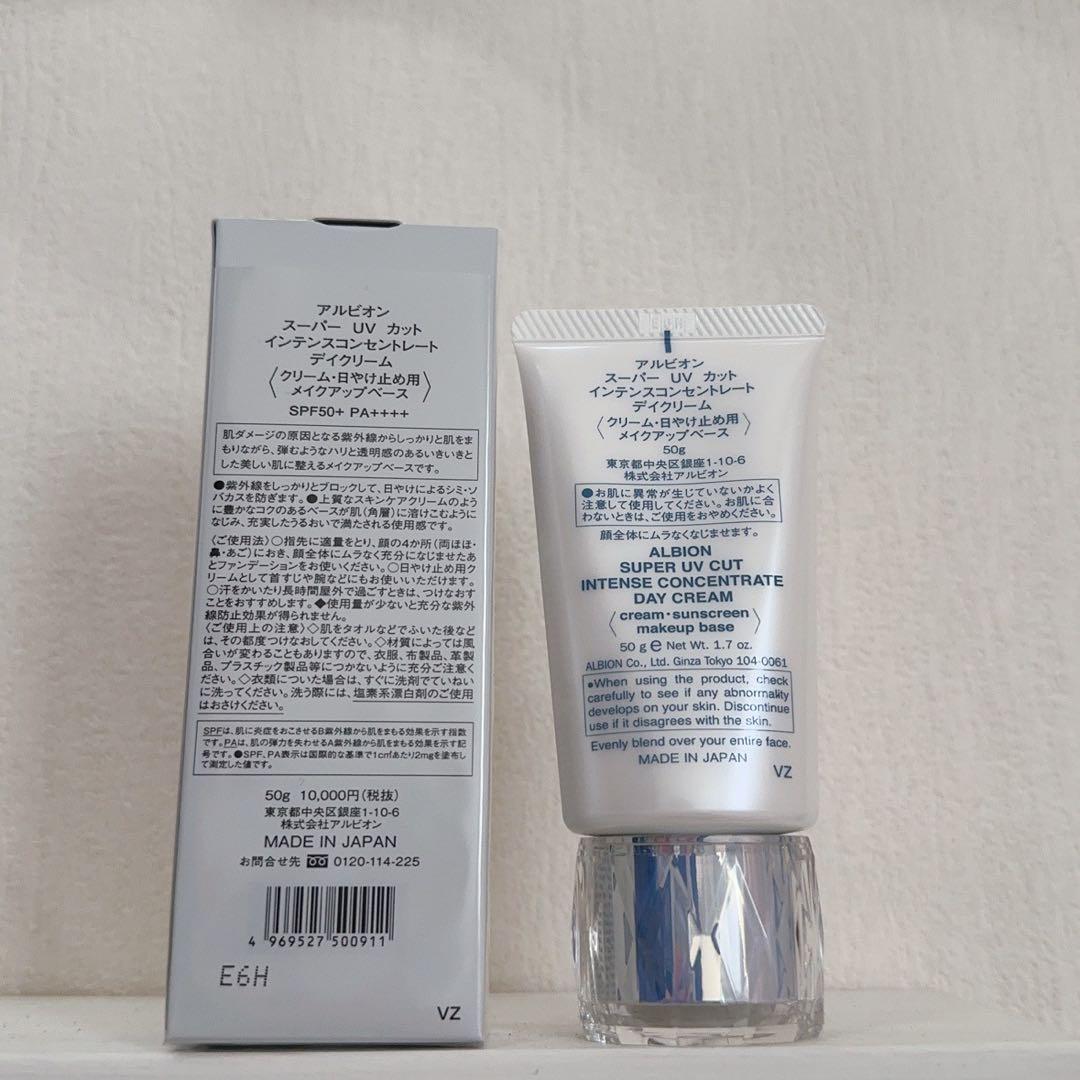 アルビオン
スーパー UV カット
インテンスコンセントレート
デイクリーム
〈クリーム・日やけ止め用
メイクアップベース〉
SPF50+ PA++++
肌ダメージの原因となる紫外線からしっかりと肌をま
もりながら、弾むようなハリと透明感のあるいきいきと
した美しい肌に整えるメイクアップベースです。
●紫外線をしっかりとブロックして、日やけによるシミ・ソ
バカスを防ぎます。●上質なスキンケアクリームのよう
に豊かなコクのあるベースが肌(角層)に溶けこむように
なじみ、充実したうるおいで満たされる使用感です。
〈ご使用法〉○指先に適量をとり、顔の4か所(両ほほ・
鼻・あご)におき、顔全体にムラなく充分になじませたあ
とファンデーションをお使いください。○日やけ止め用ク
リームとして首すじや腕などにもお使いいただけます。
○汗をかいたり長時間屋外で過ごすときは、つけなおす
ことをおすすめします。◆使用量が少ないと充分な紫外
線防止効果が得られません。
〈ご使用上の注意〉◇肌をタオルなどでふいた後など
は、その都度つけなおしてください。◇材質によっては風
合いが変わることもありますので、衣服、布製品、革製
品、プラスチック製品等につかないように充分ご注意く
ださい。◇衣類についた場合は、すぐに洗剤でていねい
に洗ってください。洗う際には、塩素系漂白剤のご使用
はおさけください。
SPFは、肌に炎症をおこさせるB紫外線から肌をまもる効果を示す指数
です。PAは、肌の弾力を失わせるA紫外線から肌をまもる効果を示す記
号です。●SPF、PA表示は国際的な基準で1c㎡あたり2mgを塗布し
て測定した値です。
50g 10,000円(税抜)
東京都中央区銀座1-10-6
株式会社アルビオン
MADE IN JAPAN
お問合せ先 0120-114-225
4 969527 500911
E6H
VZ
E6H
アルビオン
スーパー UV カット
インテンスコンセントレート
デイクリーム
〈クリーム・日やけ止め用
メイクアップベース〉
50g
東京都中央区銀座1-10-6
株式会社アルビオン
●お肌に異常が生じていないかよく
注意して使用してください。お肌に合
わないときは、ご使用をおやめください。
顔全体にムラなくなじませます。
ALBION
SUPER UV CUT
INTENSE CONCENTRATE
DAY CREAM
〈cream・sunscreen
makeup base〉
50 g ℮ Net Wt. 1.7 oz.
ALBION Co., Ltd. Ginza Tokyo 104-0061
●When using the product, check
carefully to see if any abnormality
develops on your skin. Discontinue
use if it disagrees with the skin.
Evenly blend over your entire face.
MADE IN JAPAN
VZ